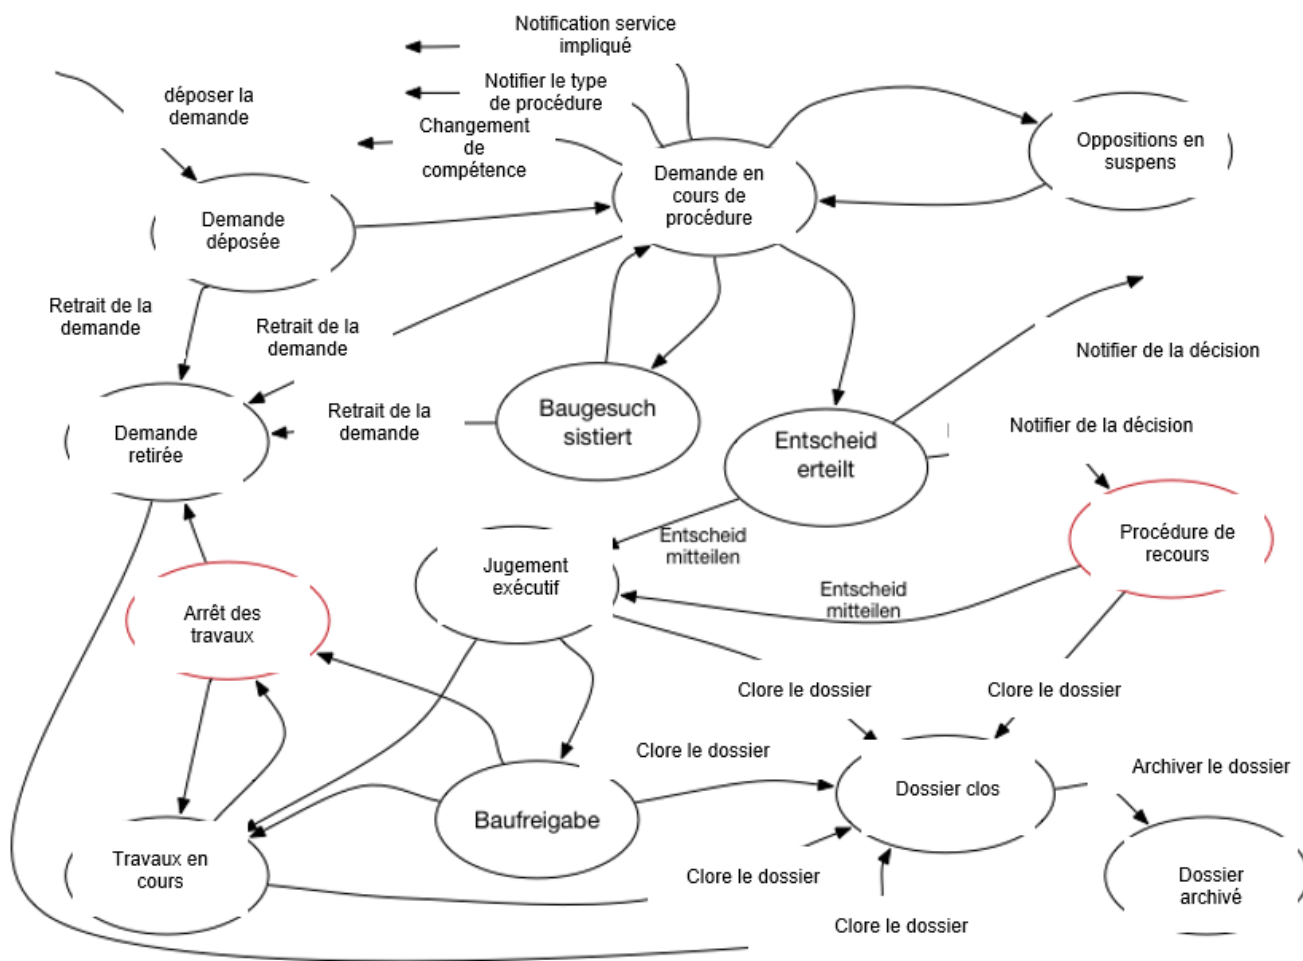 Notification service
impliqué
Notifier le type
de procédure
déposer la
demande
Changement
de
compétence
Demande en
cours de
procédure
Oppositions en
suspens
Demande
déposée
Retrait de la
demande
Retrait de la
demande
Notifier de la décision
Retrait de la
demande
Baugesuch
sistiert
Entscheid
erteilt
Notifier de la décision
Demande
retirée
Entscheid
mitteilen
Procédure de
recours
Jugement
exécutif
Entscheid
mitteilen
Arrêt des
travaux
Clore le dossier
Clore le dossier
Clore le dossier
Archiver le dossier
Dossier clos
Baufreigabe
Travaux en
cours
Clore le dossier
Dossier
archivé
Clore le dossier